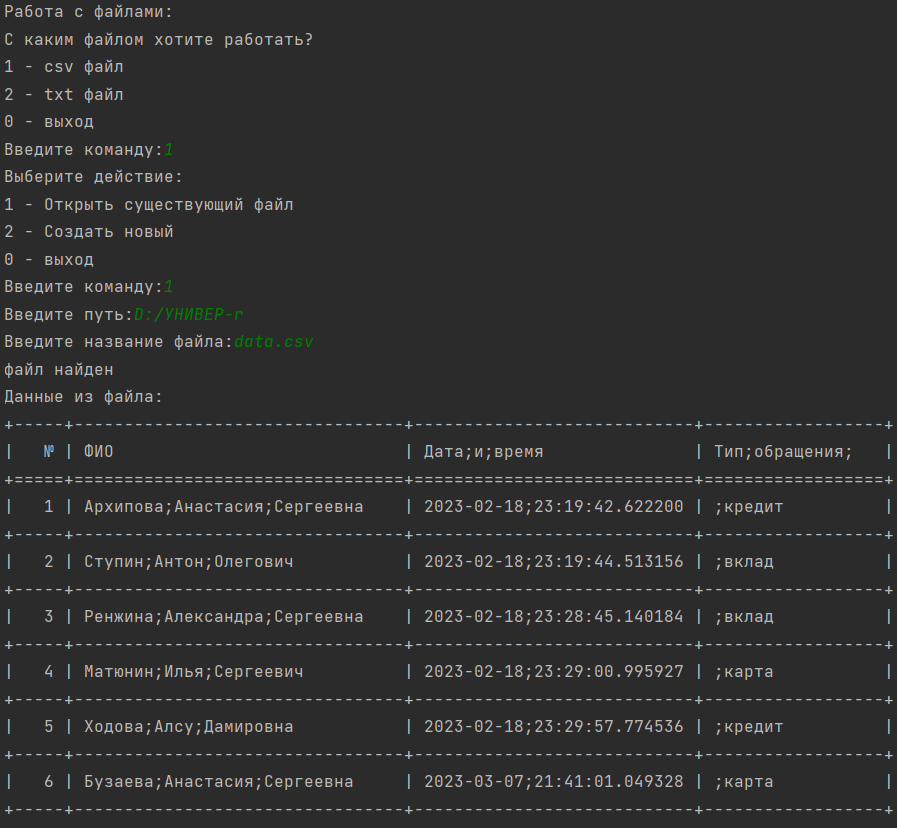 Работа с файлами:
С каким файлом хотите работать?
1 - csv файл
2 - txt файл
0 - выход
Введите команду:1
Выберите действие:
1 - Открыть существующий файл
2 - Создать новый
0 - выход
Введите команду:1
Введите путь:D:/УНИВЕР-r
Введите название файла:data.csv
файл найден
Данные из файла:
+-----+---------------------------------+----------------------------+------------------+
|   № | ФИО                             | Дата;и;время               | Тип;обращения;   |
+=====+=================================+============================+==================+
|   1 | Архипова;Анастасия;Сергеевна    | 2023-02-18;23:19:42.622200 | ;кредит          |
+-----+---------------------------------+----------------------------+------------------+
|   2 | Ступин;Антон;Олегович           | 2023-02-18;23:19:44.513156 | ;вклад           |
+-----+---------------------------------+----------------------------+------------------+
|   3 | Ренжина;Александра;Сергеевна    | 2023-02-18;23:28:45.140184 | ;вклад           |
+-----+---------------------------------+----------------------------+------------------+
|   4 | Матюнин;Илья;Сергеевич          | 2023-02-18;23:29:00.995927 | ;карта           |
+-----+---------------------------------+----------------------------+------------------+
|   5 | Ходова;Алсу;Дамировна           | 2023-02-18;23:29:57.774536 | ;кредит          |
+-----+---------------------------------+----------------------------+------------------+
|   6 | Бузаева;Анастасия;Сергеевна     | 2023-03-07;21:41:01.049328 | ;карта           |
+-----+---------------------------------+----------------------------+------------------+